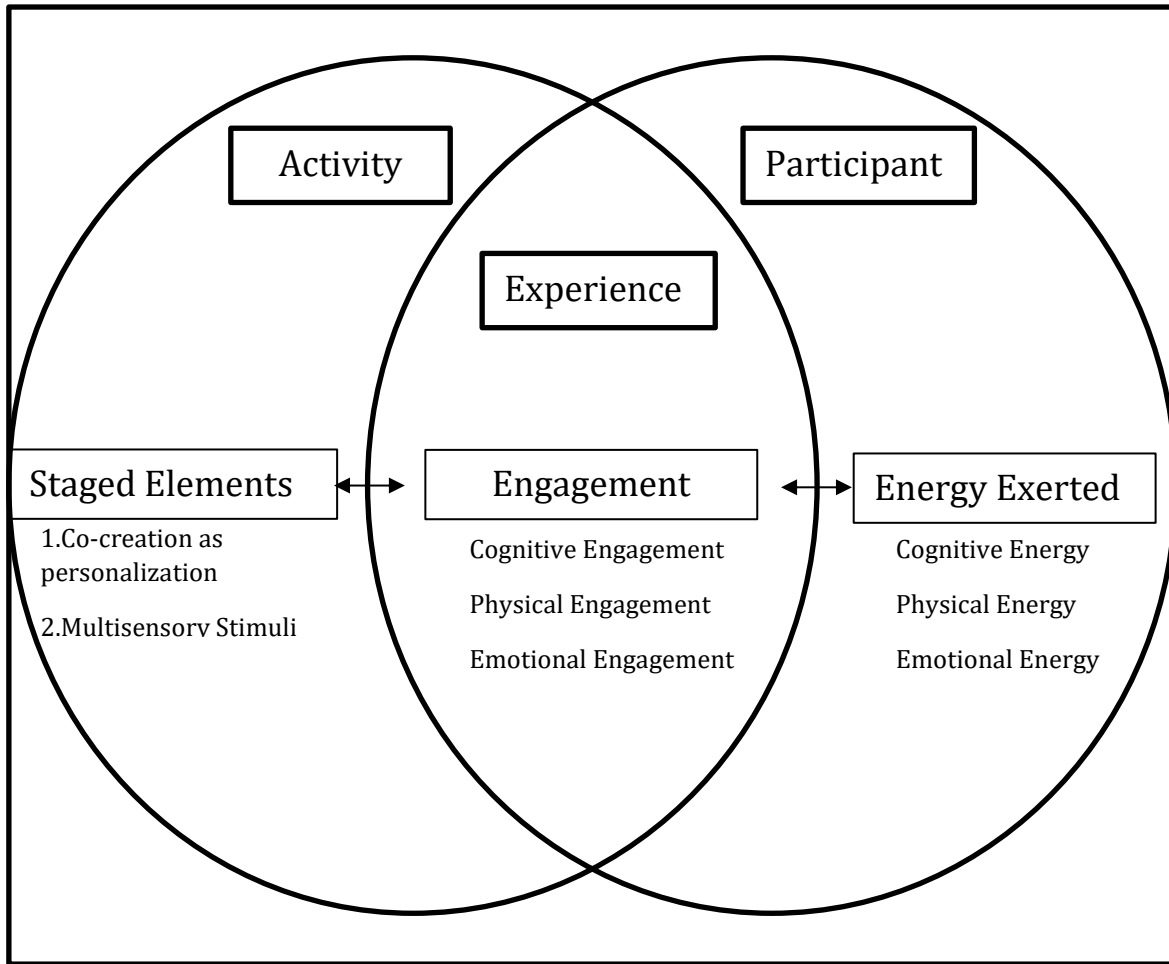 Activity
Participant
Experience
Staged Elements
1.Co-creation as
personalization
2.Multisensory Stimuli
Engagement
Cognitive Engagement
Physical Engagement
Emotional Engagement
Energy Exerted
Cognitive Energy
Physical Energy
Emotional Energy